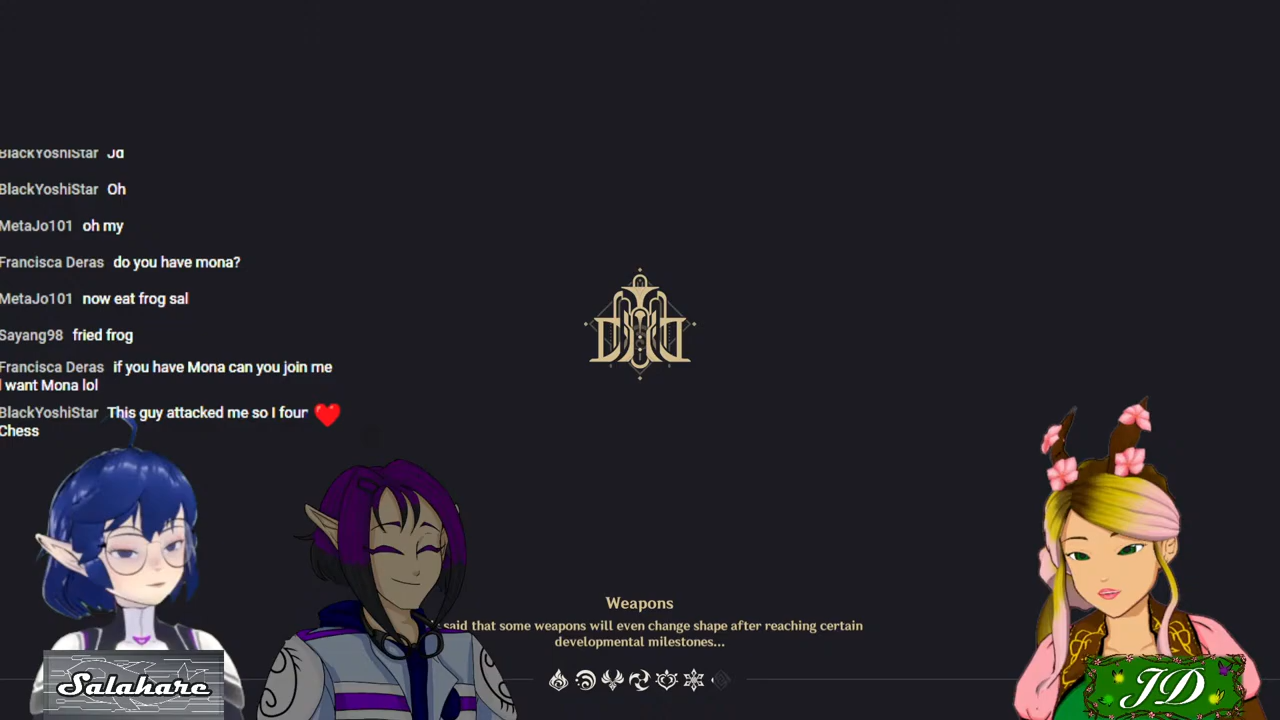 BlackYoshiStar Jd
BlackYoshiStar Oh
MetaJo101 oh my
Francisca Deras do you have mona?
MetaJo101 now eat frog sal
Sayang98 fried frog
Francisca Deras if you have Mona can you join me
I want Mona lol
BlackYoshiStar This guy attacked me so I four ❤️
Chess
Weapons
said that some weapons will even change shape after reaching certain
developmental milestones...
Salahare
JD